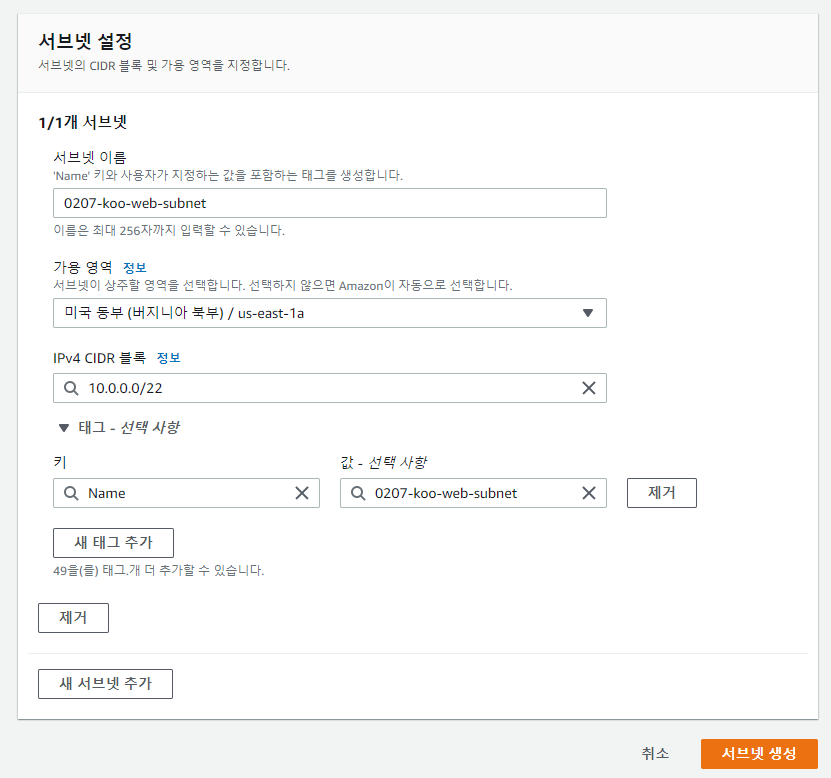 서브넷 설정
서브넷의 CIDR 블록 및 가용 영역을 지정합니다.
1/1개 서브넷
서브넷 이름
'Name' 키와 사용자가 지정하는 값을 포함하는 태그를 생성합니다.
0207-koo-web-subnet
이름은 최대 256자까지 입력할 수 있습니다.
가용 영역 정보
서브넷이 상주할 영역을 선택합니다. 선택하지 않으면 Amazon이 자동으로 선택합니다.
미국 동부 (버지니아 북부) / us-east-1a
IPv4 CIDR 블록 정보
10.0.0.0/22
태그 - 선택 사항
키 값 - 선택 사항
Name 0207-koo-web-subnet 제거
새 태그 추가
49을(를) 태그.개 더 추가할 수 있습니다.
제거
새 서브넷 추가
취소 서브넷 생성